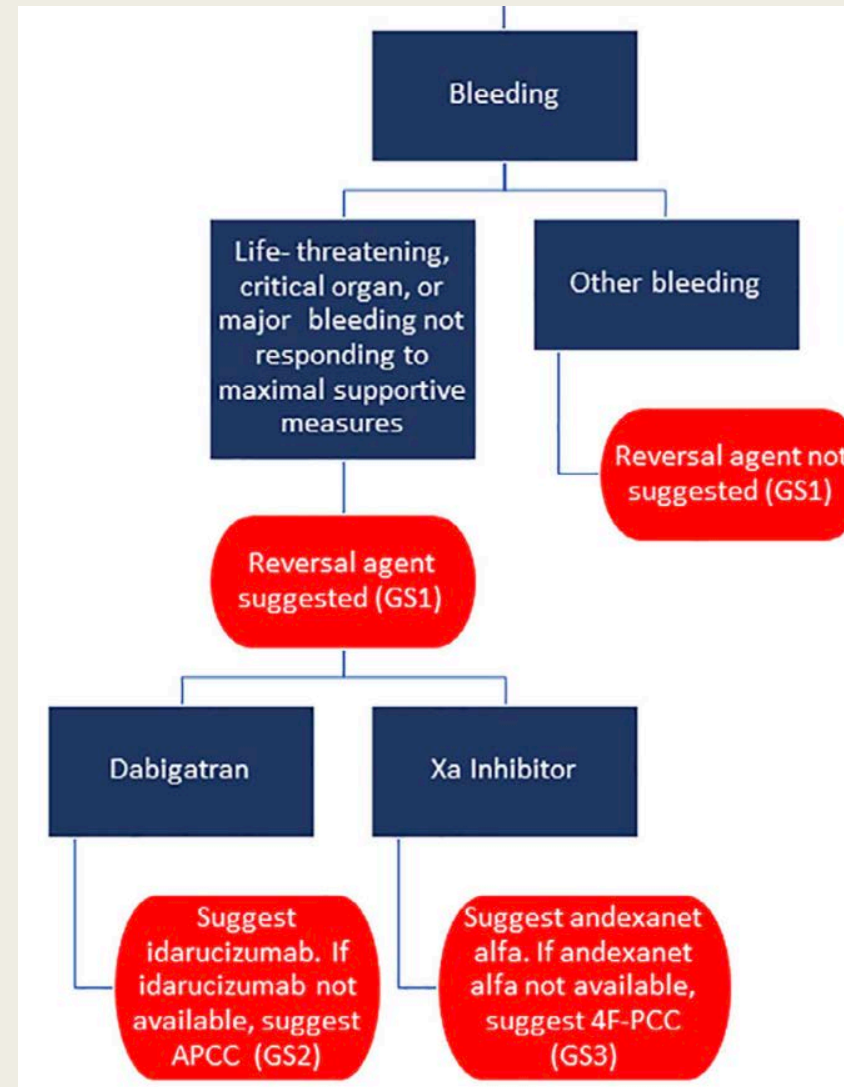 Bleeding
Life- threatening,
critical organ, or
major bleeding not
responding to
maximal supportive
measures
Other bleeding
Reversal agent not
suggested (GS1)
Reversal agent
suggested (GS1)
Dabigatran
Xa Inhibitor
Suggest
idarucizumab. If
idarucizumab not
available, suggest
APCC (GS2)
Suggest andexanet
alfa. If andexanet
alfa not available,
suggest 4F-PCC
(GS3)